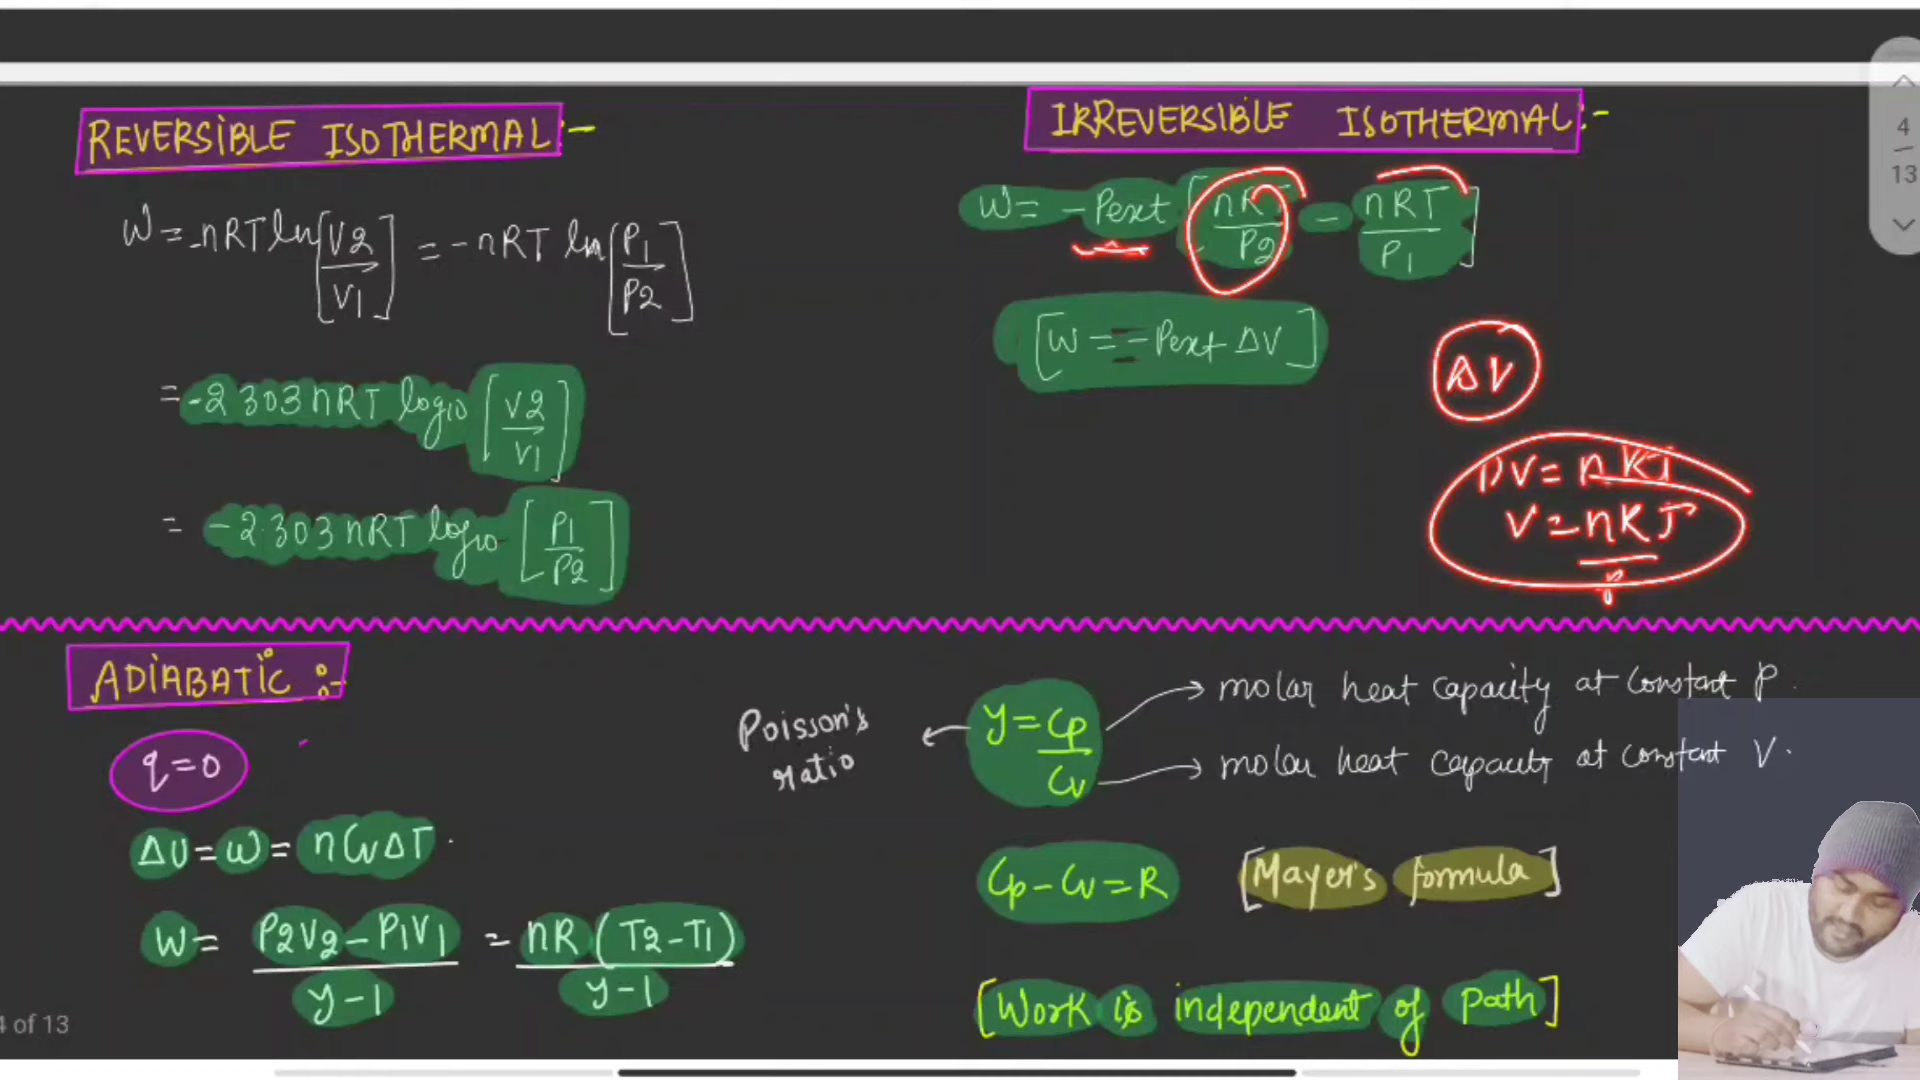 REVERSIBLE ISOTHERMAL :-
W = -nRT ln [V2/V1] = -nRT ln [P1/P2]
= -2.303 nRT log10 [V2/V1]
= -2.303 nRT log10 [P1/P2]
IRREVERSIBLE ISOTHERMAL :-
W = -Pext [nRT/P2 - nRT/P1]
[W = -Pext ΔV]
ΔV
PV = nRT
V = nRT/P
4
13
ADIABATIC :-
q = 0
ΔU = W = nCvΔT
W = P2V2 - P1V1/y-1 = nR (T2-T1)/y-1
Poisson's ratio
y = Cp/Cv
molar heat capacity at constant P.
molar heat capacity at constant V.
Cp - Cv = R [Mayer's formula]
[Work is independent of path]
4 of 13